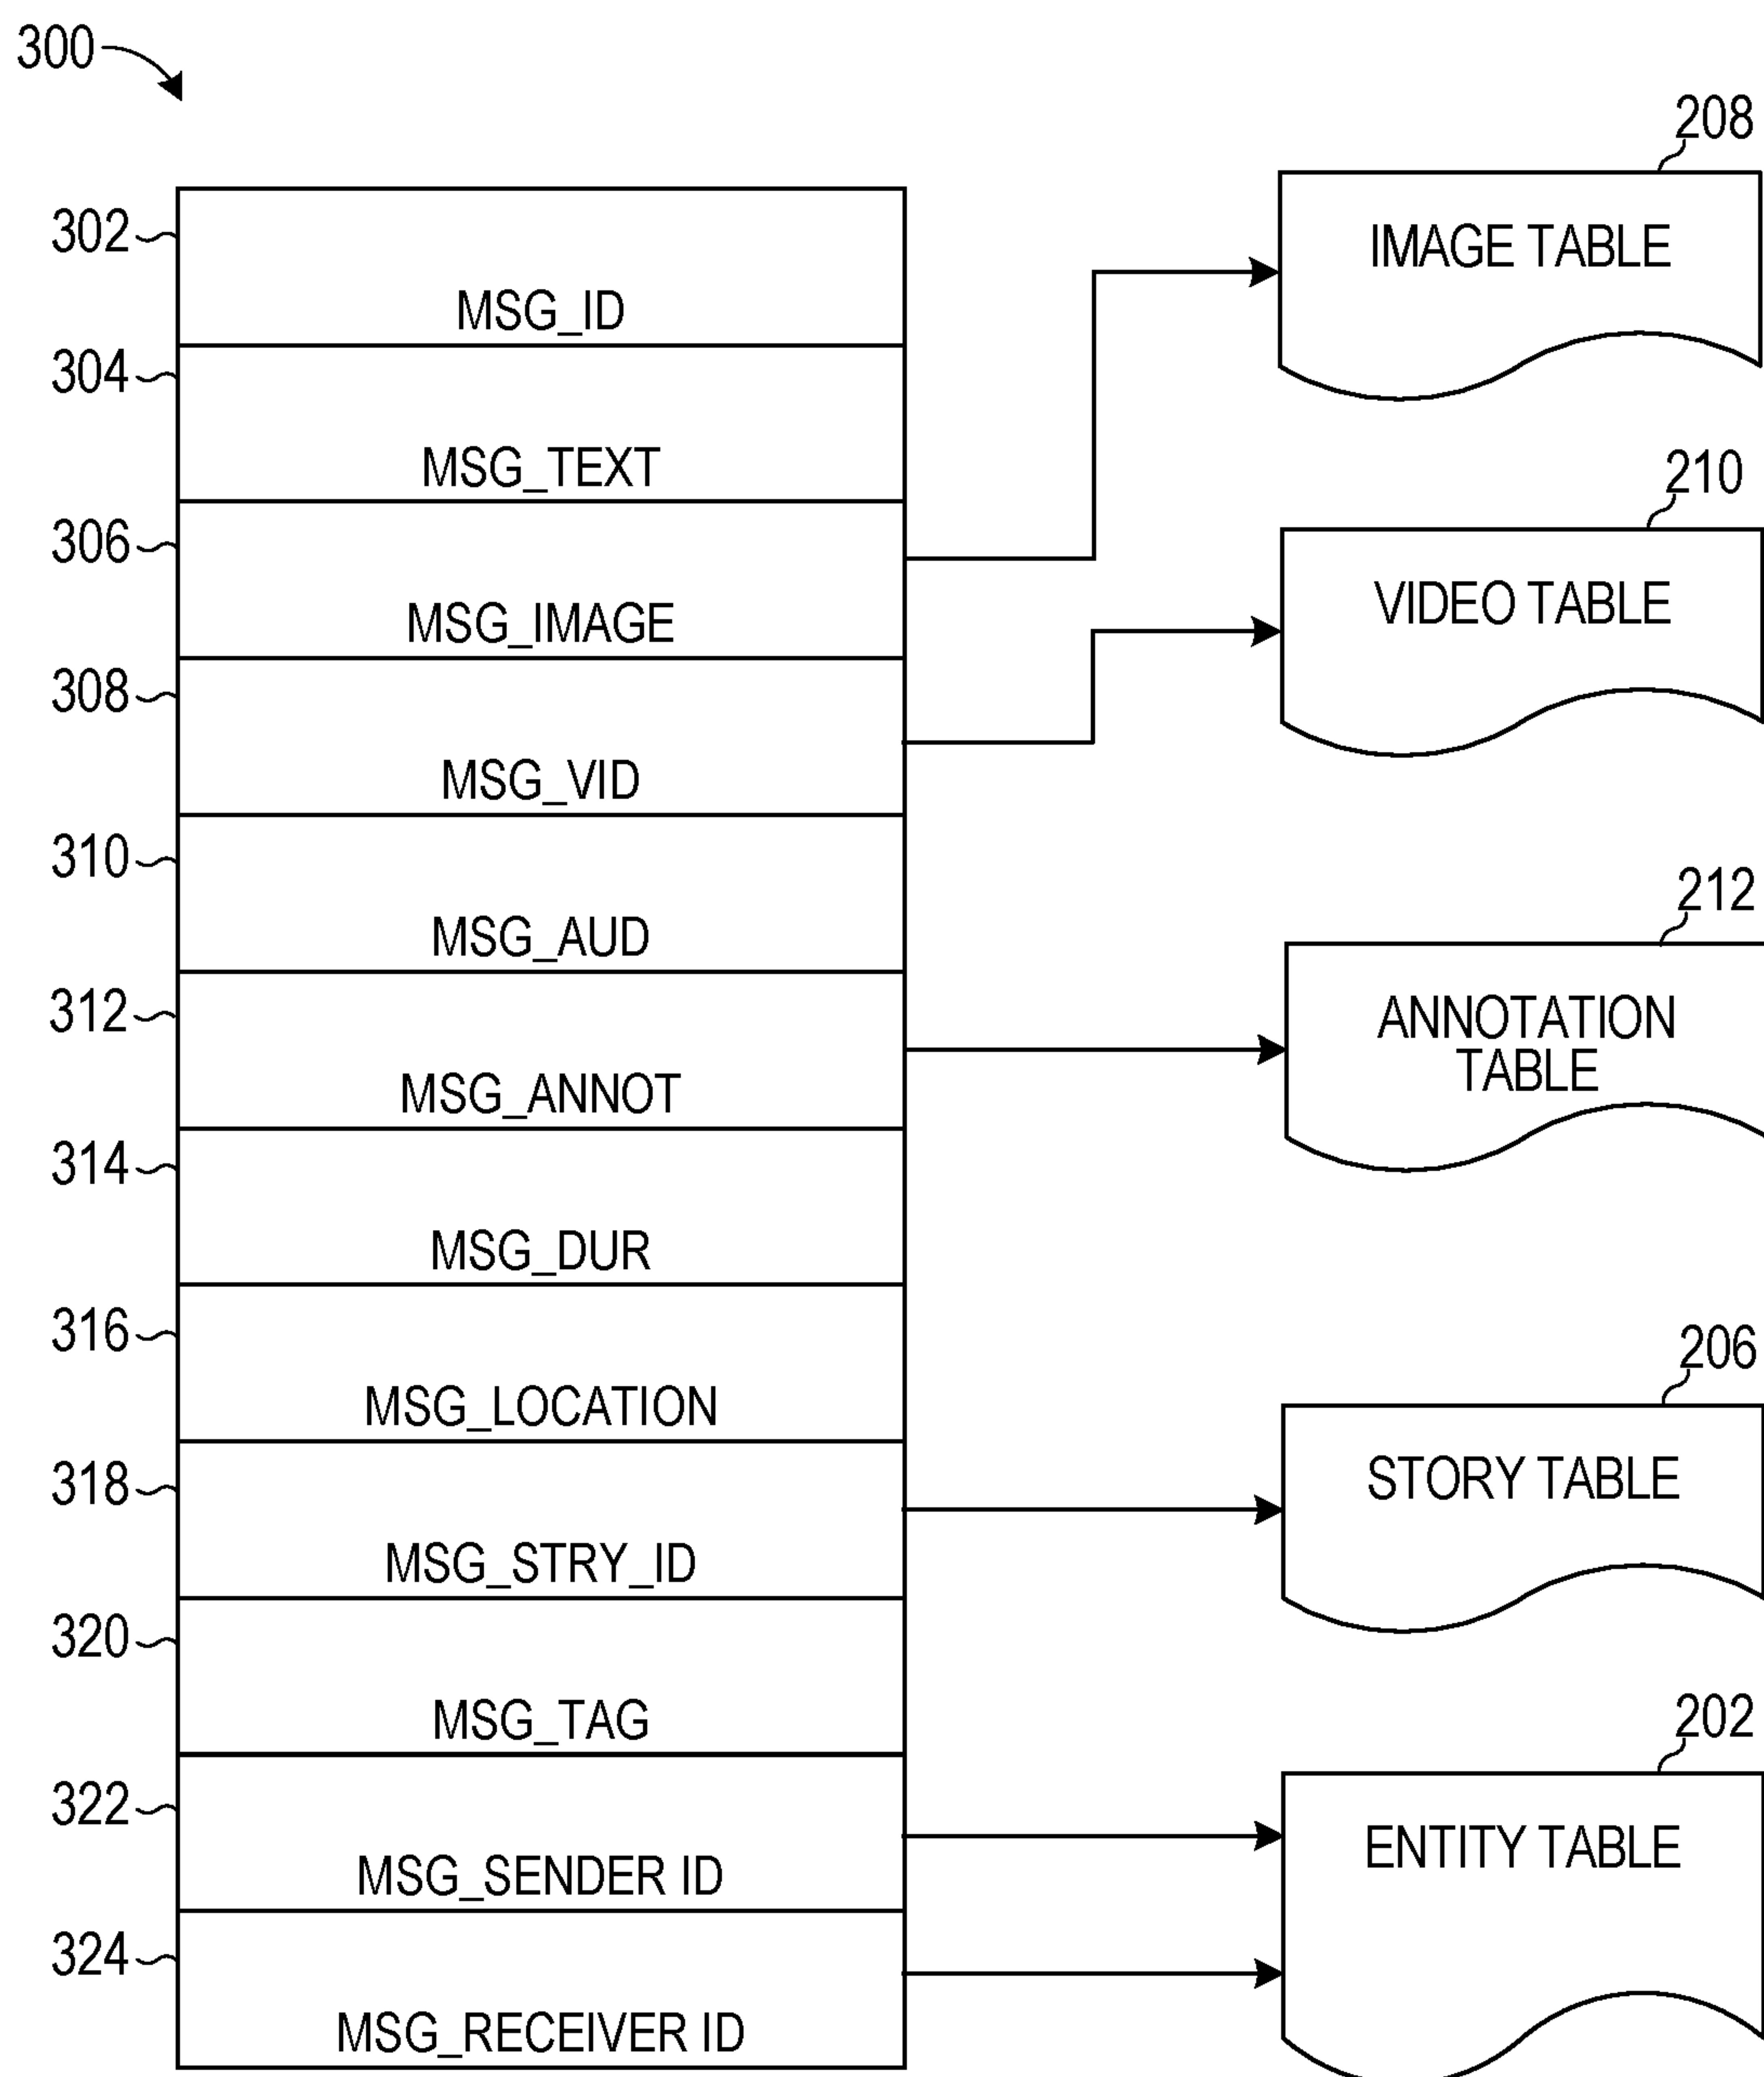 300
302
MSG_ID
304
MSG_TEXT
306
MSG_IMAGE
308
MSG_VID
310
MSG_AUD
312
MSG_ANNOT
314
MSG_DUR
316
MSG_LOCATION
318
MSG_STRY_ID
320
MSG_TAG
322
MSG_SENDER ID
324
MSG_RECEIVER ID
208
IMAGE TABLE
210
VIDEO TABLE
212
ANNOTATION
TABLE
206
STORY TABLE
202
ENTITY TABLE